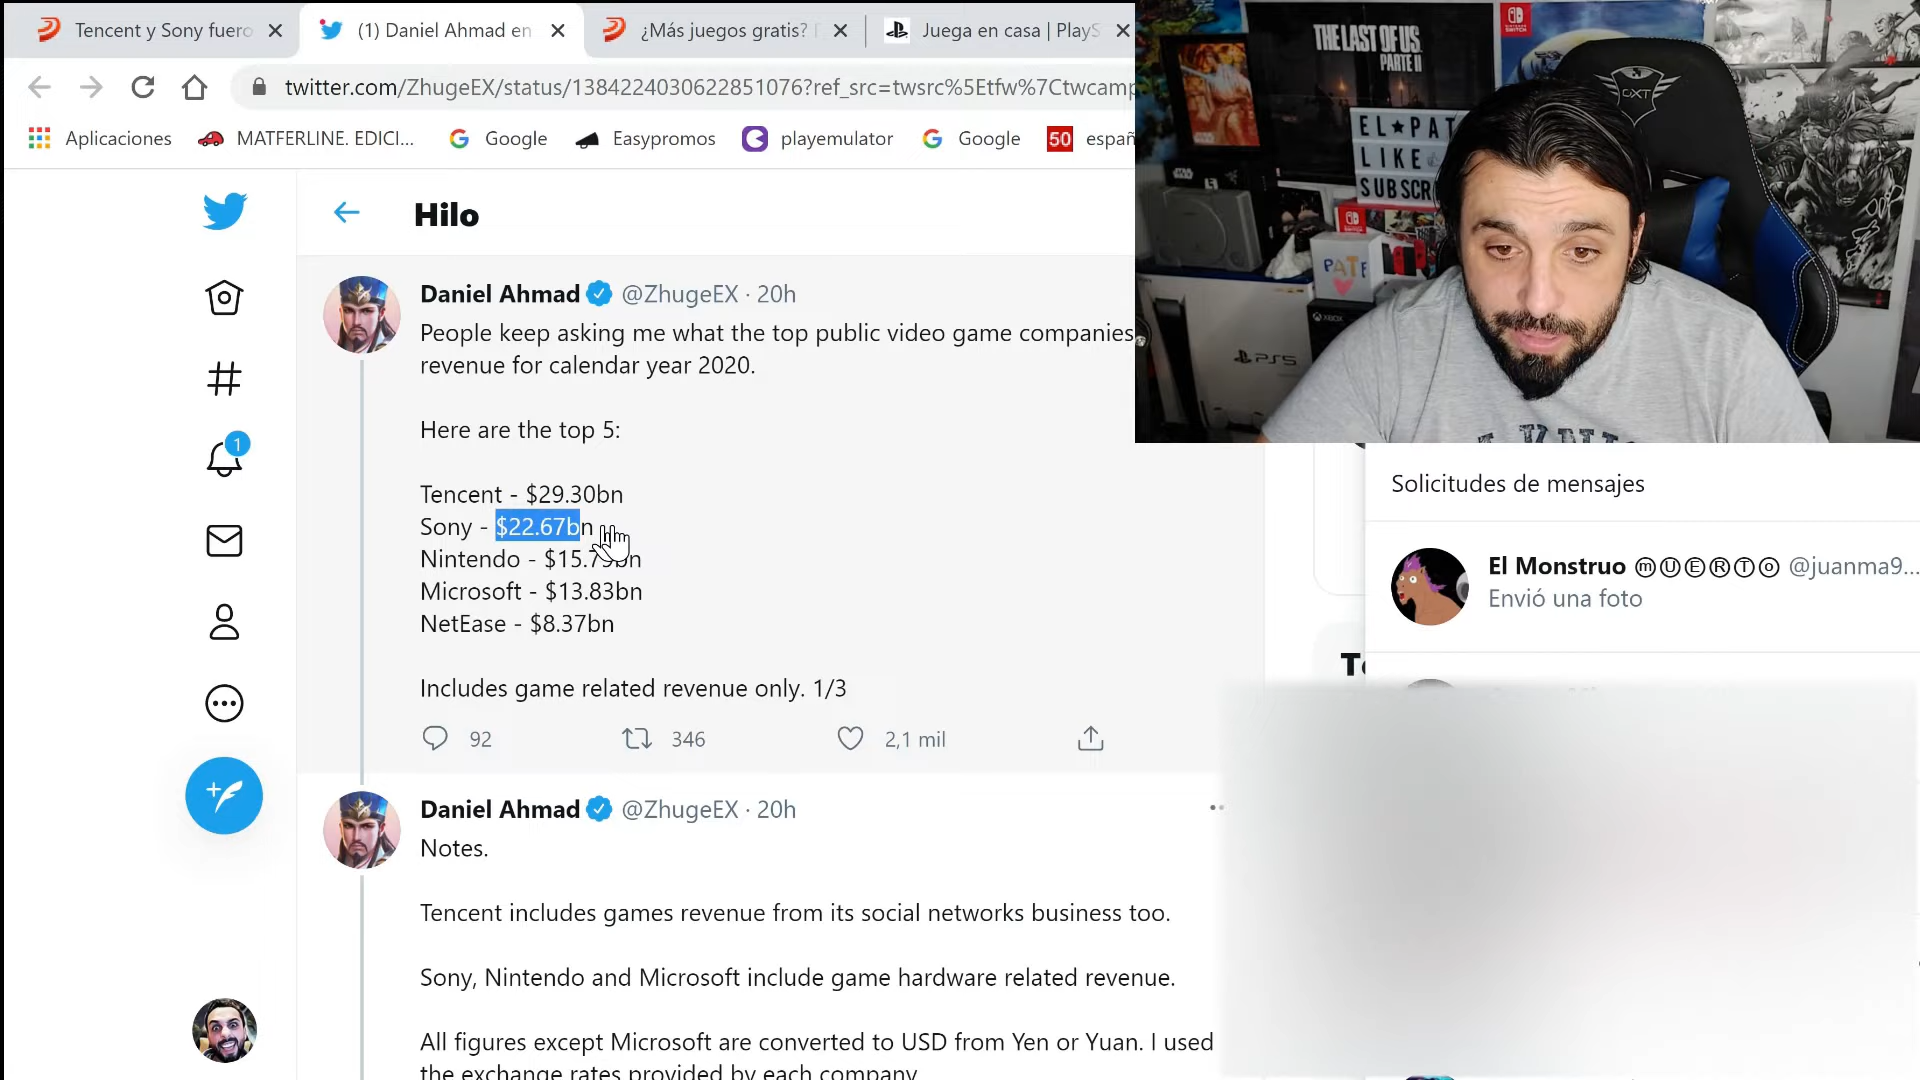 Tencent y Sony fuero
(1) Daniel Ahmad en
¿Más juegos gratis?
Juega en casa | PlayS
twitter.com/ZhugeEX/status/1384224030622851076?ref_src=twsrc%5Etfw%7Ctwcamp
Aplicaciones
MATFERLINE. EDICI...
Google
Easypromos
playemulator
Google
50
españ
THE LAST OF US
PARTE II
EL★PAT
LIKE
SUBSCR
PS5
XBOX
Hilo
Daniel Ahmad @ZhugeEX · 20h
People keep asking me what the top public video game companies
revenue for calendar year 2020.
Here are the top 5:
Tencent - $29.30bn
Sony - $22.67bn
Nintendo - $15.79bn
Microsoft - $13.83bn
NetEase - $8.37bn
Includes game related revenue only. 1/3
92
346
2,1 mil
1
Daniel Ahmad @ZhugeEX · 20h
Notes.
Tencent includes games revenue from its social networks business too.
Sony, Nintendo and Microsoft include game hardware related revenue.
All figures except Microsoft are converted to USD from Yen or Yuan. I used
the exchange rates provided by each company.
Solicitudes de mensajes
El Monstruo ⓜⓊⒺⓇⓉⓞ @juanma9...
Envió una foto